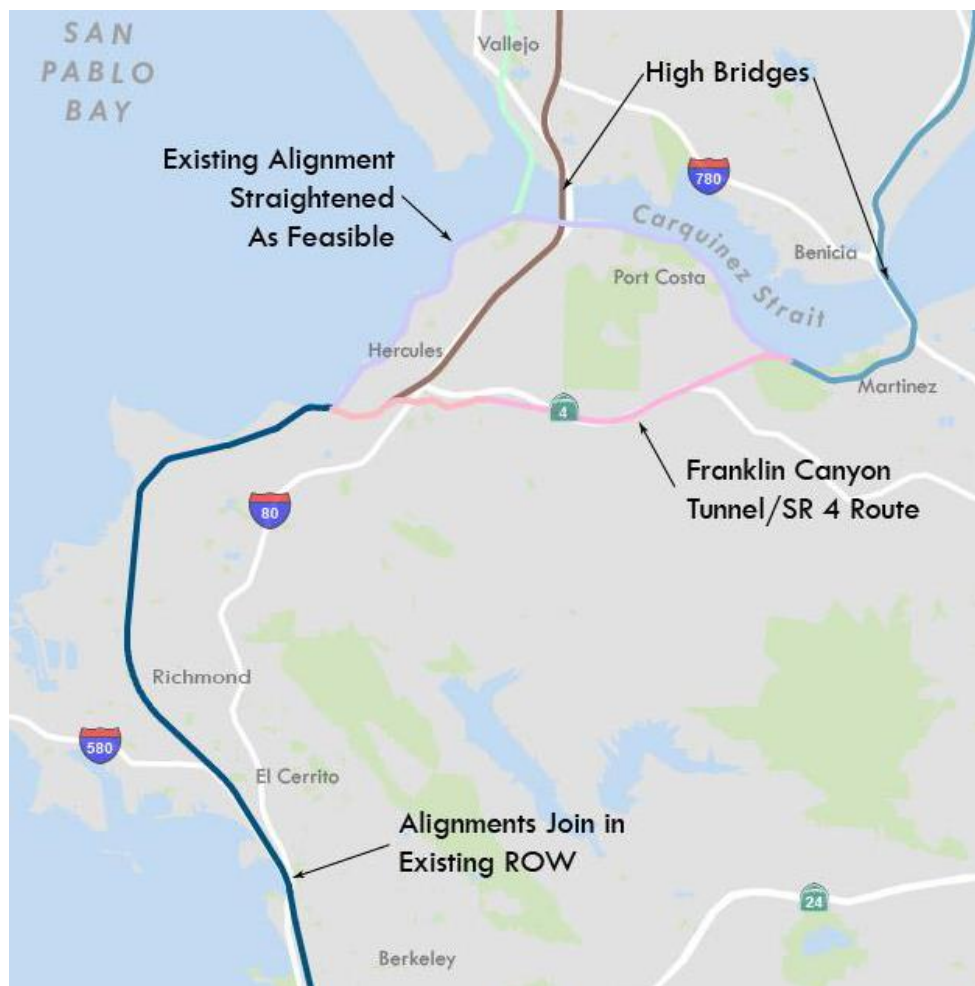 SAN
PABLO
BAY
Vallejo
High Bridges
Existing Alignment
Straightened
As Feasible
780
Carquinez Strait
Benicia
Port Costa
Hercules
Martinez
4
Franklin Canyon
Tunnel/SR 4 Route
80
Richmond
580
El Cerrito
Alignments Join in
Existing ROW
24
Berkeley